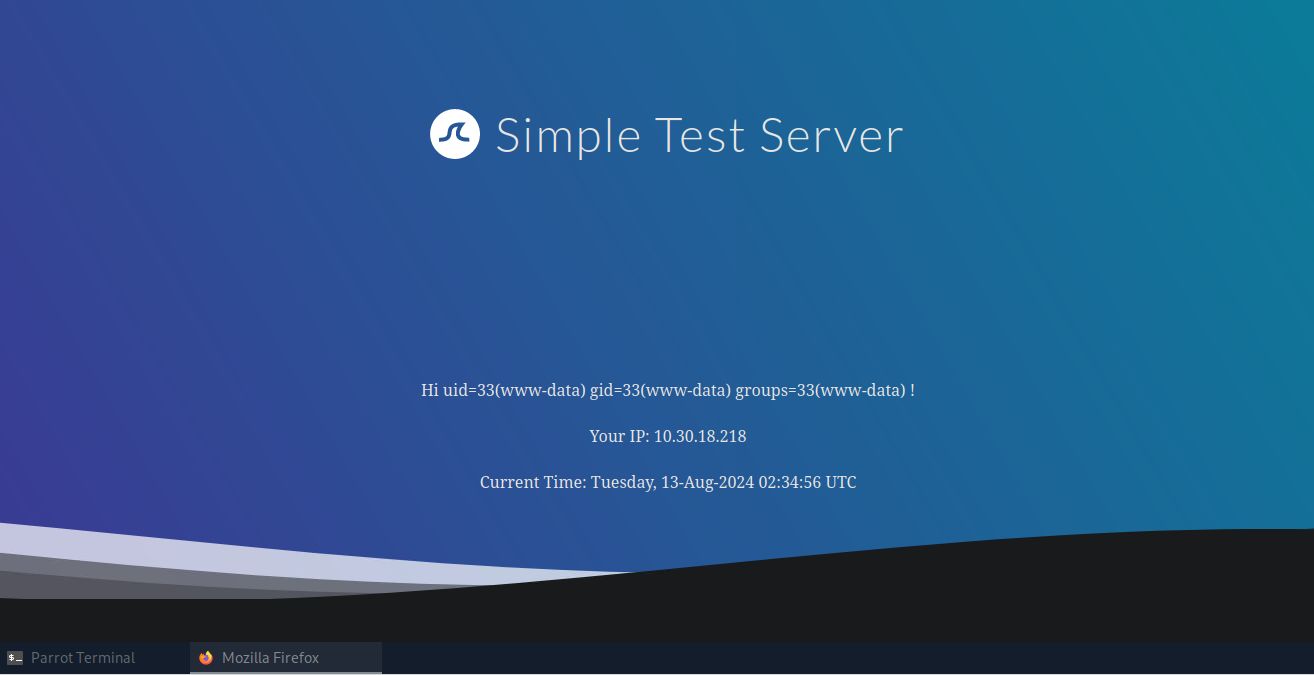 Simple Test Server
Hi uid=33(www-data) gid=33(www-data) groups=33(www-data) !
Your IP: 10.30.18.218
Current Time: Tuesday, 13-Aug-2024 02:34:56 UTC
$_ Parrot Terminal
Mozilla Firefox